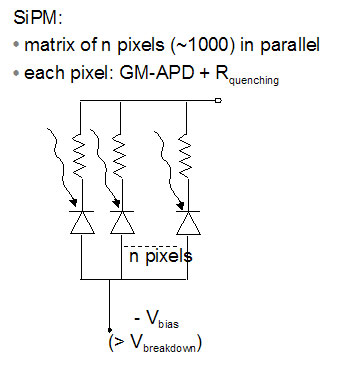 SiPM:
• matrix of n pixels (~1000) in parallel
• each pixel: GM-APD + Rquenching
n pixels
- Vbias
(> Vbreakdown)